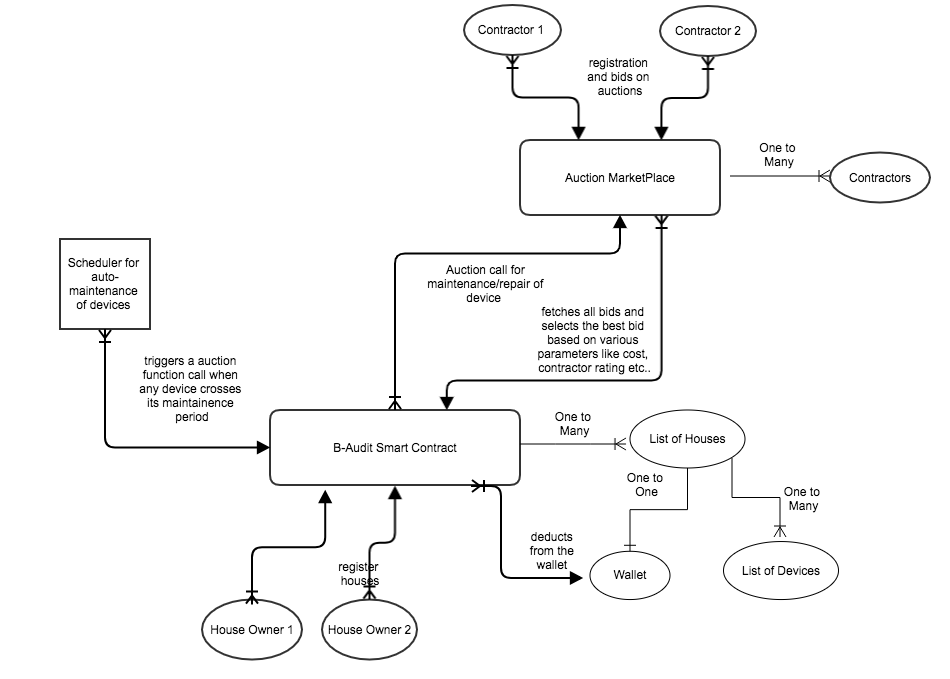 Contractor 1
Contractor 2
registration
and bids on
auctions
Auction MarketPlace
One to
Many
Contractors
Scheduler for
auto-
maintenance
of devices
Auction call for
maintenance/repair of
device
fetches all bids and
selects the best bid
based on various
parameters like cost,
contractor rating etc..
triggers a auction
function call when
any device crosses
its maintainence
period
B-Audit Smart Contract
One to
Many
List of Houses
One to
One
One to
Many
deducts
from the
wallet
Wallet
List of Devices
register
houses
House Owner 1
House Owner 2